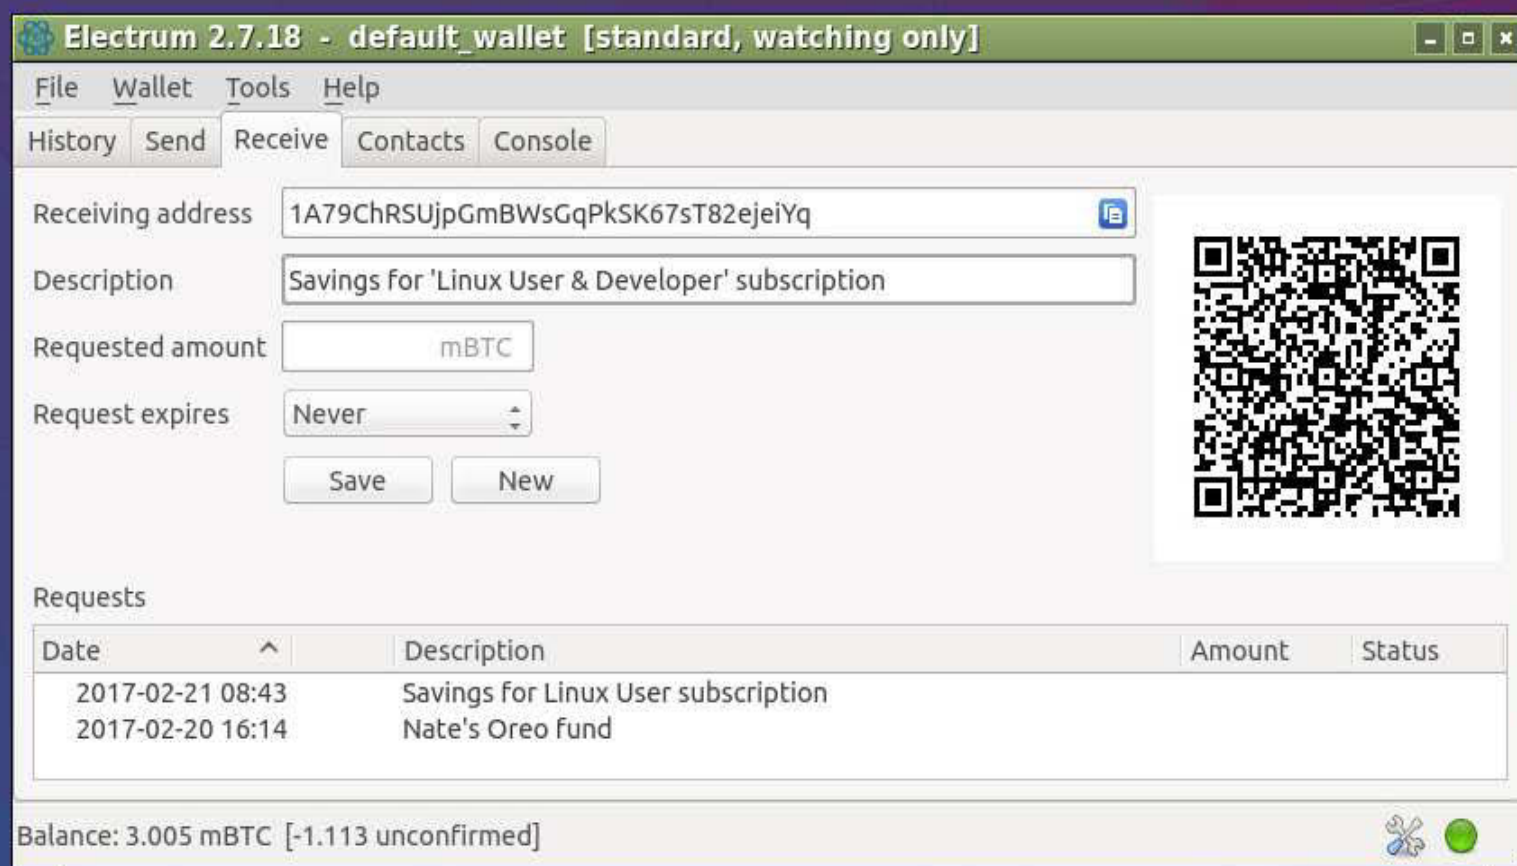 Electrum 2.7.18 - default_wallet [standard, watching only]
File Wallet Tools Help
History Send Receive Contacts Console
Receiving address 1A79ChRSUjpGmBWsGqPkSK67sT82ejeiYq
Description Savings for 'Linux User & Developer' subscription
Requested amount mBTC
Request expires Never
Save New
Requests
Date Description Amount Status
2017-02-21 08:43 Savings for Linux User subscription
2017-02-20 16:14 Nate's Oreo fund
Balance: 3.005 mBTC [-1.113 unconfirmed]